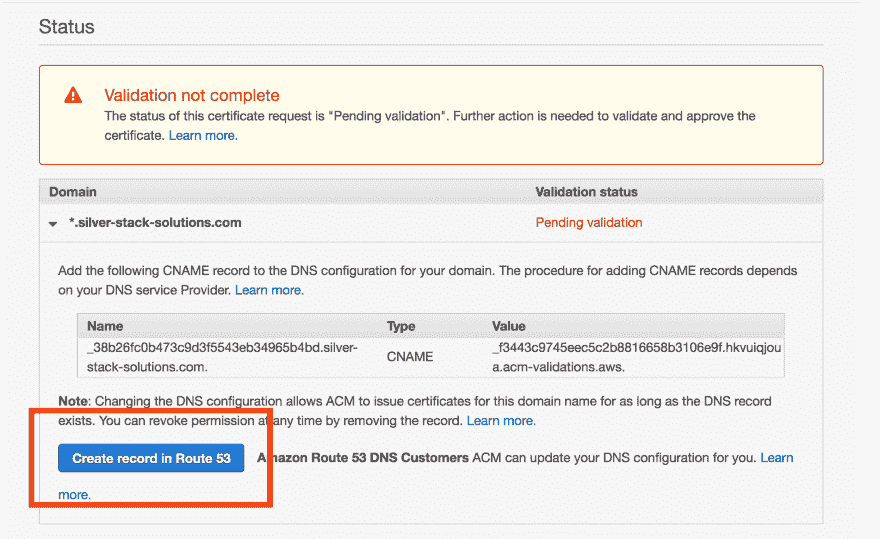 Status
Validation not complete
The status of this certificate request is "Pending validation". Further action is needed to validate and approve the
certificate. Learn more.
Domain Validation status
*.silver-stack-solutions.com Pending validation
Add the following CNAME record to the DNS configuration for your domain. The procedure for adding CNAME records depends
on your DNS service Provider. Learn more.
Name Type Value
_38b26fc0b473c9d3f5543eb34965b4bd.silver- CNAME _f3443c9745eec5c2b8816658b3106e9f.hkvuiqjou
stack-solutions.com. a.acm-validations.aws.
Note: Changing the DNS configuration allows ACM to issue certificates for this domain name for as long as the DNS record
exists. You can revoke permission at any time by removing the record. Learn more.
Create record in Route 53 Amazon Route 53 DNS Customers ACM can update your DNS configuration for you. Learn
more.